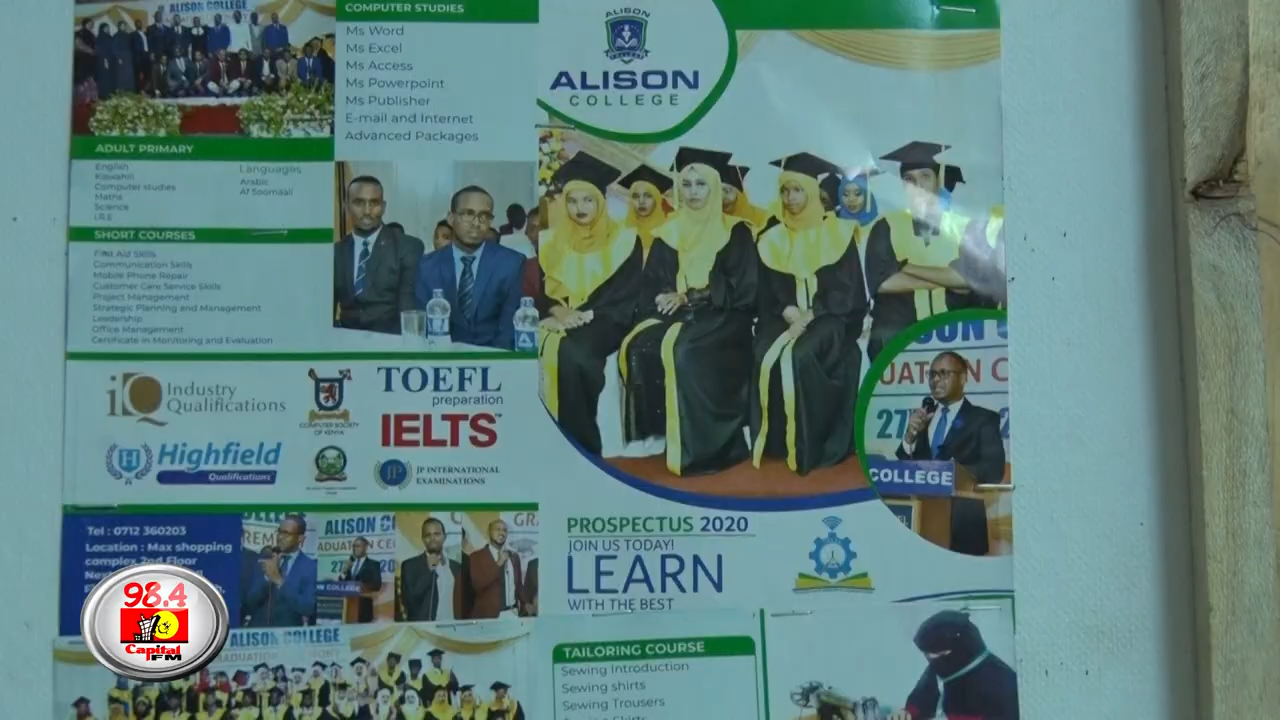 ALISON COLLEGE
COMPUTER STUDIES
Ms Word
Ms Excel
Ms Access
Ms Powerpoint
Ms Publisher
E-mail and Internet
Advanced Packages
ADULT PRIMARY
English
Kiswahili
Computer studies
Maths
Science
I.R.E
Languages
Arabic
Af Soomaali
SHORT COURSES
First Aid Skills
Communication Skills
Mobile Phone Repair
Customer Care Service Skills
Project Management
Strategic Planning and Management
Leadership
Office Management
Certificate in Monitoring and Evaluation
iQ Industry
Qualifications
COMPUTER SOCIETY
OF KENYA
TOEFL
preparation
IELTS
Highfield
Qualifications
JP INTERNATIONAL
EXAMINATIONS
Tel : 0712 360203
Location : Max shopping
complex 2nd Floor
ALISON
ALISON
COLLEGE
COLLEGE
PROSPECTUS 2020
JOIN US TODAY!
LEARN
WITH THE BEST
ALISON COLLEGE
TAILORING COURSE
Sewing Introduction
Sewing shirts
Sewing Trousers
Sewing Skirts
98.4
Capital
FM